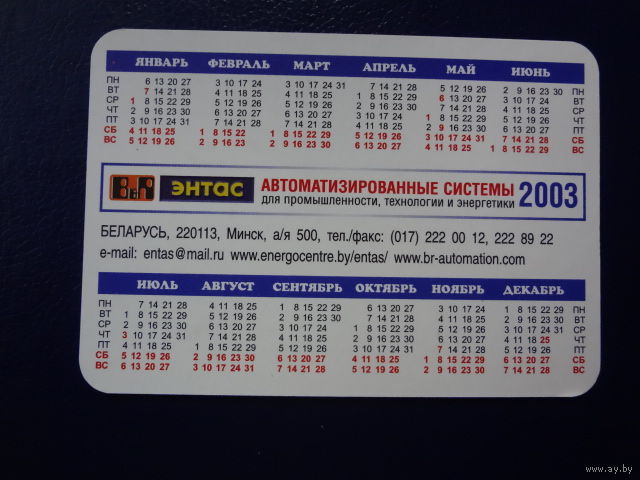 ЯНВАРЬ ФЕВРАЛЬ МАРТ АПРЕЛЬ МАЙ ИЮНЬ
ПН 6 13 20 27 3 10 17 24 3 10 17 24 31 7 14 21 28 5 12 19 26 2 9 16 23 30 ПН
ВТ 7 14 21 28 4 11 18 25 4 11 18 25 1 8 15 22 29 6 13 20 27 3 10 17 24 ВТ
СР 1 8 15 22 29 5 12 19 26 5 12 19 26 2 9 16 23 30 7 14 21 28 4 11 18 25 СР
ЧТ 2 9 16 23 30 6 13 20 27 6 13 20 27 3 10 17 24 1 8 15 22 29 5 12 19 26 ЧТ
ПТ 3 10 17 24 31 7 14 21 28 7 14 21 28 4 11 18 25 2 9 16 23 30 6 13 20 27 ПТ
СБ 4 11 18 25 1 8 15 22 1 8 15 22 29 5 12 19 26 3 10 17 24 31 7 14 21 28 СБ
ВС 5 12 19 26 2 9 16 23 2 9 16 23 30 6 13 20 27 4 11 18 25 1 8 15 22 29 ВС
B&R ЭНТАС АВТОМАТИЗИРОВАННЫЕ СИСТЕМЫ 2003
для промышленности, технологии и энергетики
БЕЛАРУСЬ, 220113, Минск, а/я 500, тел./факс: (017) 222 00 12, 222 89 22
e-mail: entas@mail.ru www.energocentre.by/entas/ www.br-automation.com
ИЮЛЬ АВГУСТ СЕНТЯБРЬ ОКТЯБРЬ НОЯБРЬ ДЕКАБРЬ
ПН 7 14 21 28 4 11 18 25 1 8 15 22 29 6 13 20 27 3 10 17 24 1 8 15 22 29 ПН
ВТ 1 8 15 22 29 5 12 19 26 2 9 16 23 30 7 14 21 28 4 11 18 25 2 9 16 23 30 ВТ
СР 2 9 16 23 30 6 13 20 27 3 10 17 24 1 8 15 22 29 5 12 19 26 3 10 17 24 31 СР
ЧТ 3 10 17 24 31 7 14 21 28 4 11 18 25 2 9 16 23 30 6 13 20 27 4 11 18 25 ЧТ
ПТ 4 11 18 25 1 8 15 22 29 5 12 19 26 3 10 17 24 31 7 14 21 28 5 12 19 26 ПТ
СБ 5 12 19 26 2 9 16 23 30 6 13 20 27 4 11 18 25 1 8 15 22 29 6 13 20 27 СБ
ВС 6 13 20 27 3 10 17 24 31 7 14 21 28 5 12 19 26 2 9 16 23 30 7 14 21 28 ВС
www.ay.by